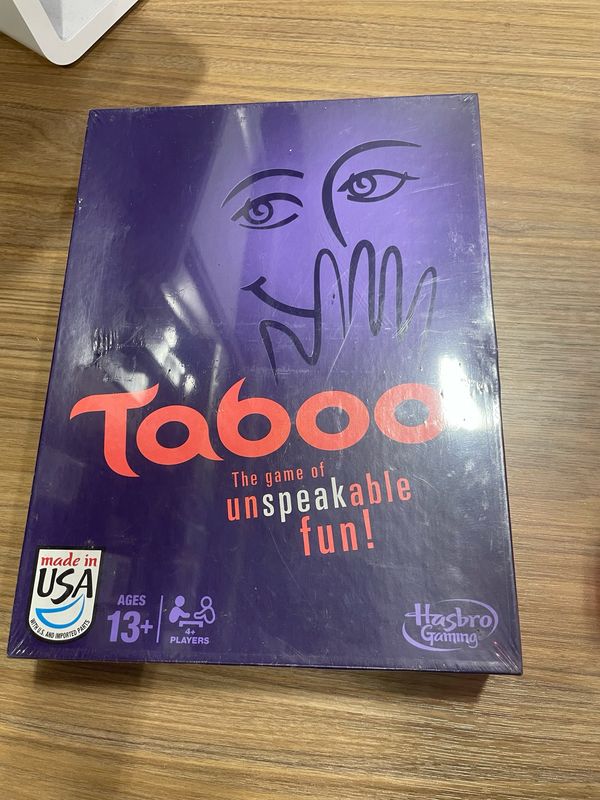 Taboo
The game of
unspeakable
fun!
made in
USA
WITH U.S. AND IMPORTED PARTS
AGES
13+
4+
PLAYERS
Hasbro
Gaming